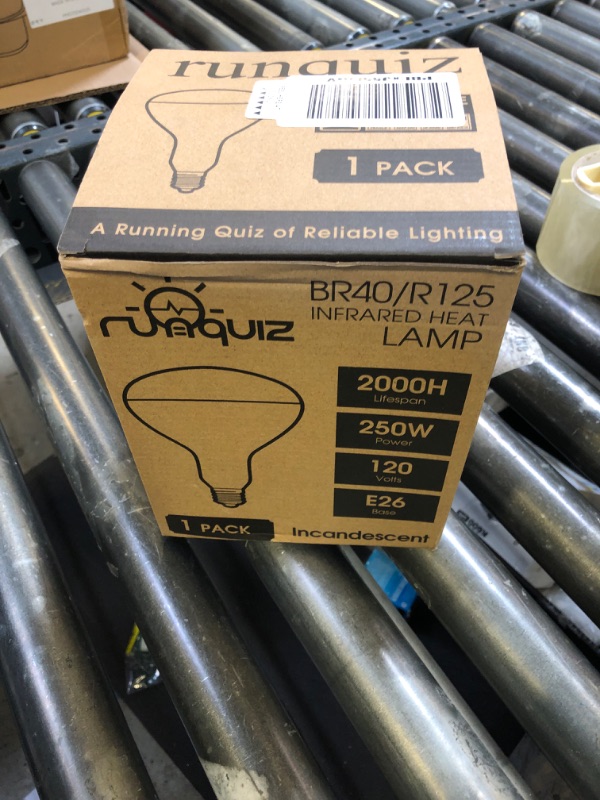 runquiz
1 PACK
A Running Quiz of Reliable Lighting
RUNQUIZ
BR40/R125
INFRARED HEAT
LAMP
2000H
Lifespan
250W
Power
120
Volts
E26
Base
1 PACK
Incandescent